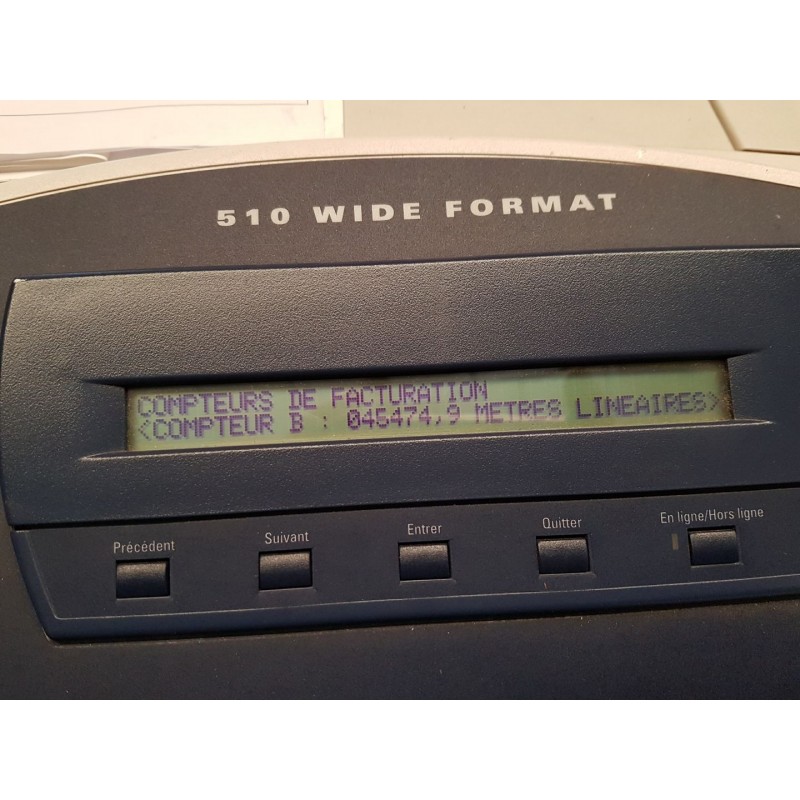 510 WIDE FORMAT
COMPTEURS DE FACTURATION
<COMPTEUR B : 045474,9 METRES LINEAIRES>
Précédent
Suivant
Entrer
Quitter
En ligne/Hors ligne